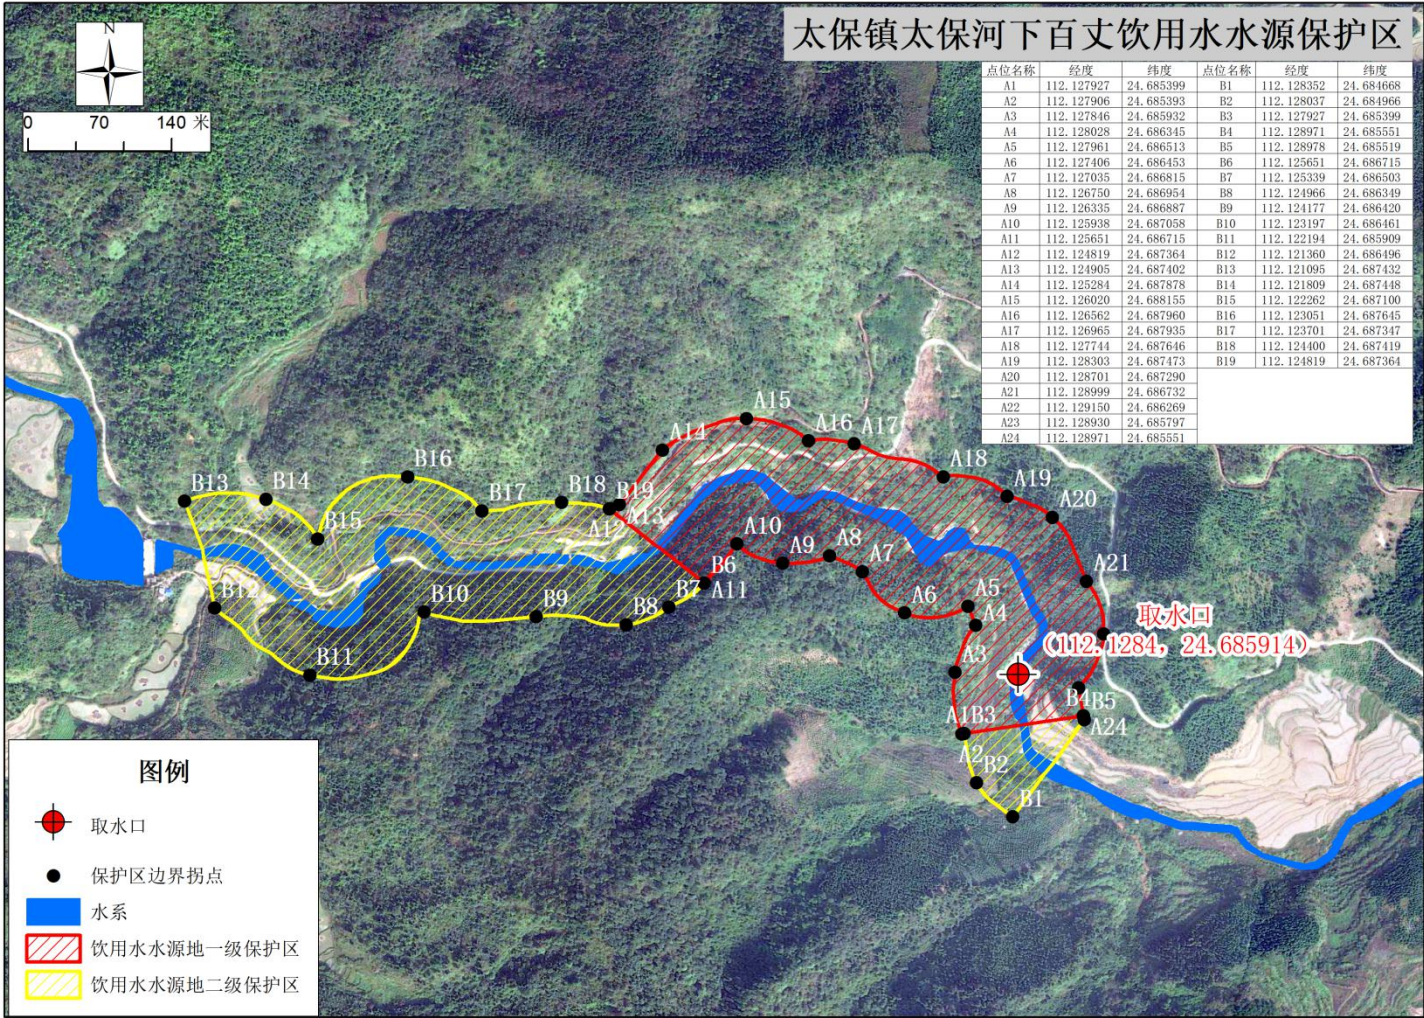 太保镇太保河下百丈饮用水水源保护区
N
0 70 140 米
点位名称 经度 纬度 点位名称 经度 纬度
A1 112.127927 24.685399 B1 112.128352 24.684668
A2 112.127906 24.685393 B2 112.128037 24.684966
A3 112.127846 24.685932 B3 112.127927 24.685399
A4 112.128028 24.686345 B4 112.128971 24.685551
A5 112.127961 24.686513 B5 112.128978 24.685519
A6 112.127406 24.686453 B6 112.125651 24.686715
A7 112.127035 24.686815 B7 112.125339 24.686503
A8 112.126750 24.686954 B8 112.124966 24.686349
A9 112.126335 24.686887 B9 112.124177 24.686420
A10 112.125938 24.687058 B10 112.123197 24.686461
A11 112.125651 24.686715 B11 112.122194 24.685909
A12 112.124819 24.687364 B12 112.121360 24.686496
A13 112.124905 24.687402 B13 112.121095 24.687432
A14 112.125284 24.687878 B14 112.121809 24.687448
A15 112.126020 24.688155 B15 112.122262 24.687100
A16 112.126562 24.687960 B16 112.123051 24.687645
A17 112.126965 24.687935 B17 112.123701 24.687347
A18 112.127744 24.687646 B18 112.124400 24.687419
A19 112.128303 24.687473 B19 112.124819 24.687364
A20 112.128701 24.687290
A21 112.128999 24.686732
A22 112.129150 24.686269
A23 112.128930 24.685797
A24 112.128971 24.685551
A15
A16
A17
A14
A18
A19
A20
B16
B13
B14
B17
B18
B19
A13
A12
B15
A10
A9
A8
A7
A21
B6
A11
B7
B8
B9
B10
B12
A6
A5
A4
取水口
(112.1284, 24.685914)
A3
B11
B4
B5
A24
A1
B3
A2
B2
B1
图例
取水口
保护区边界拐点
水系
饮用水水源地一级保护区
饮用水水源地二级保护区